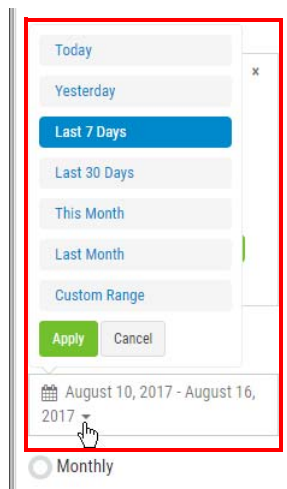 Today
x
Yesterday
Last 7 Days
Last 30 Days
This Month
Last Month
Custom Range
Apply Cancel
August 10, 2017 - August 16,
2017
Monthly